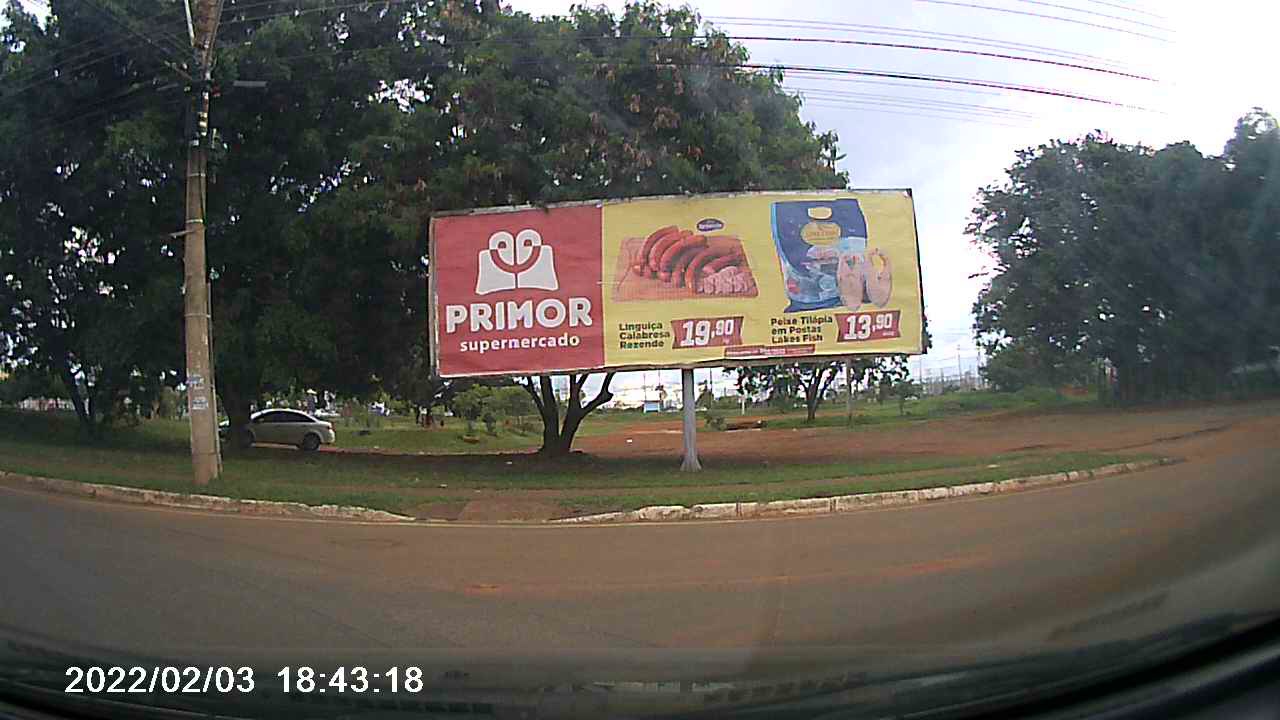 PRIMOR
supermercado
Linguiça
Calabresa
Rezende
19,90
Peixe Tilápia
em Postas
Lakes Fish
13,90
2022/02/03 18:43:18